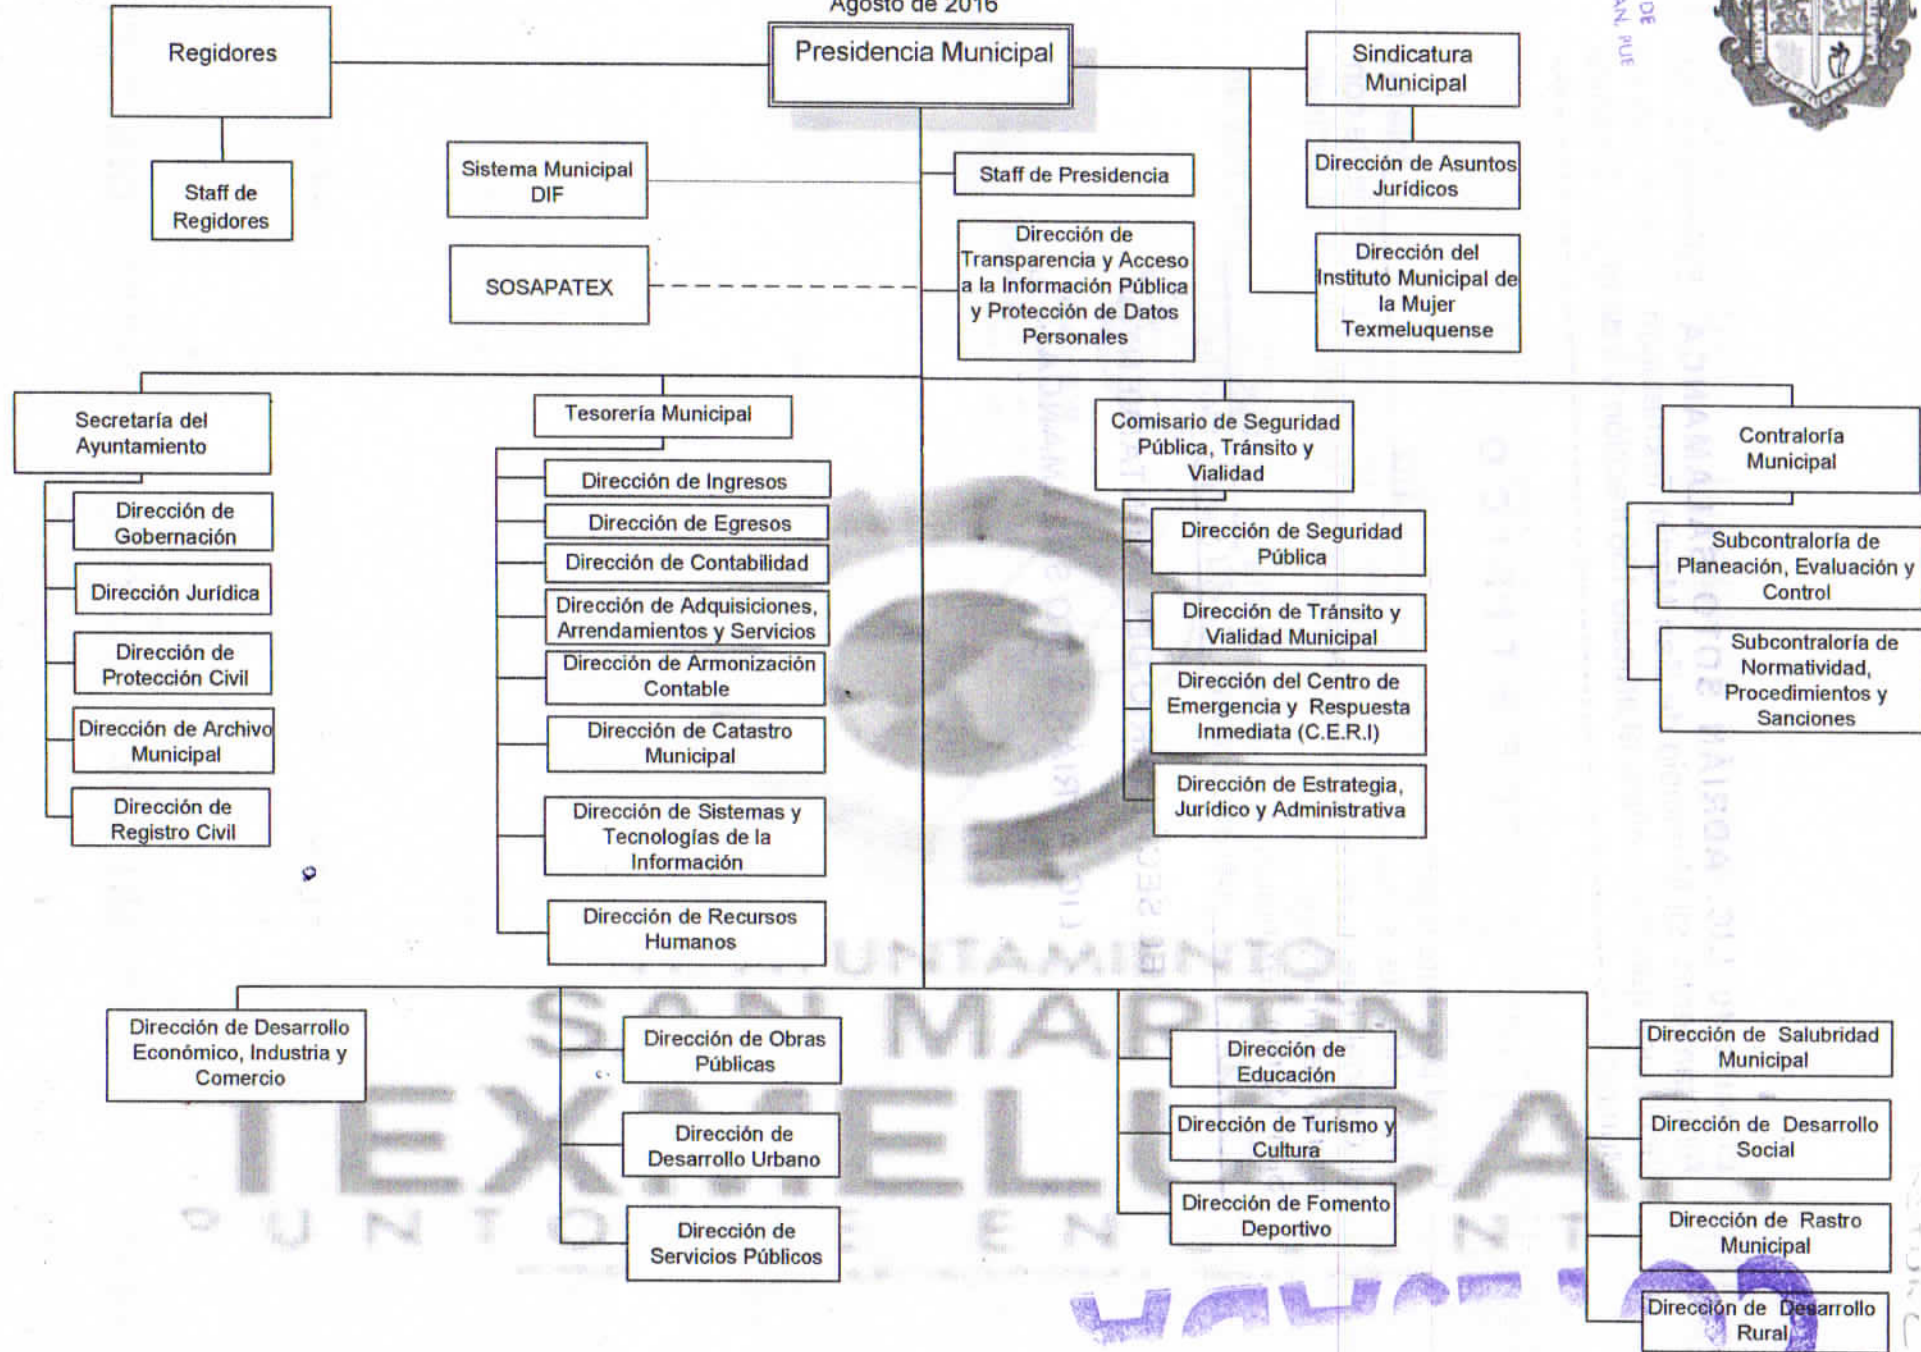 Agosto de 2016
Regidores
Presidencia Municipal
Sindicatura
Municipal
DE
AN. PUE
Staff de
Regidores
Sistema Municipal
DIF
Staff de Presidencia
Dirección de Asuntos
Jurídicos
SOSAPATEX
Dirección de
Transparencia y Acceso
a la Información Pública
y Protección de Datos
Personales
Dirección del
Instituto Municipal de
la Mujer
Texmeluquense
Secretaría del
Ayuntamiento
Dirección de
Gobernación
Dirección Jurídica
Dirección de
Protección Civil
Dirección de Archivo
Municipal
Dirección de
Registro Civil
Tesorería Municipal
Dirección de Ingresos
Dirección de Egresos
Dirección de Contabilidad
Dirección de Adquisiciones,
Arrendamientos y Servicios
Dirección de Armonización
Contable
Dirección de Catastro
Municipal
Dirección de Sistemas y
Tecnologías de la
Información
Dirección de Recursos
Humanos
Comisario de Seguridad
Pública, Tránsito y
Vialidad
Dirección de Seguridad
Pública
Dirección de Tránsito y
Vialidad Municipal
Dirección del Centro de
Emergencia y Respuesta
Inmediata (C.E.R.I)
Dirección de Estrategia,
Jurídico y Administrativa
Contraloría
Municipal
Subcontraloría de
Planeación, Evaluación y
Control
Subcontraloría de
Normatividad,
Procedimientos y
Sanciones
Dirección de Desarrollo
Económico, Industria y
Comercio
Dirección de Obras
Públicas
Dirección de
Desarrollo Urbano
Dirección de
Servicios Públicos
Dirección de
Educación
Dirección de Turismo y
Cultura
Dirección de Fomento
Deportivo
Dirección de Salubridad
Municipal
Dirección de Desarrollo
Social
Dirección de Rastro
Municipal
Dirección de Desarrollo
Rural
SAN MARTÍN
TEXMELUCAN